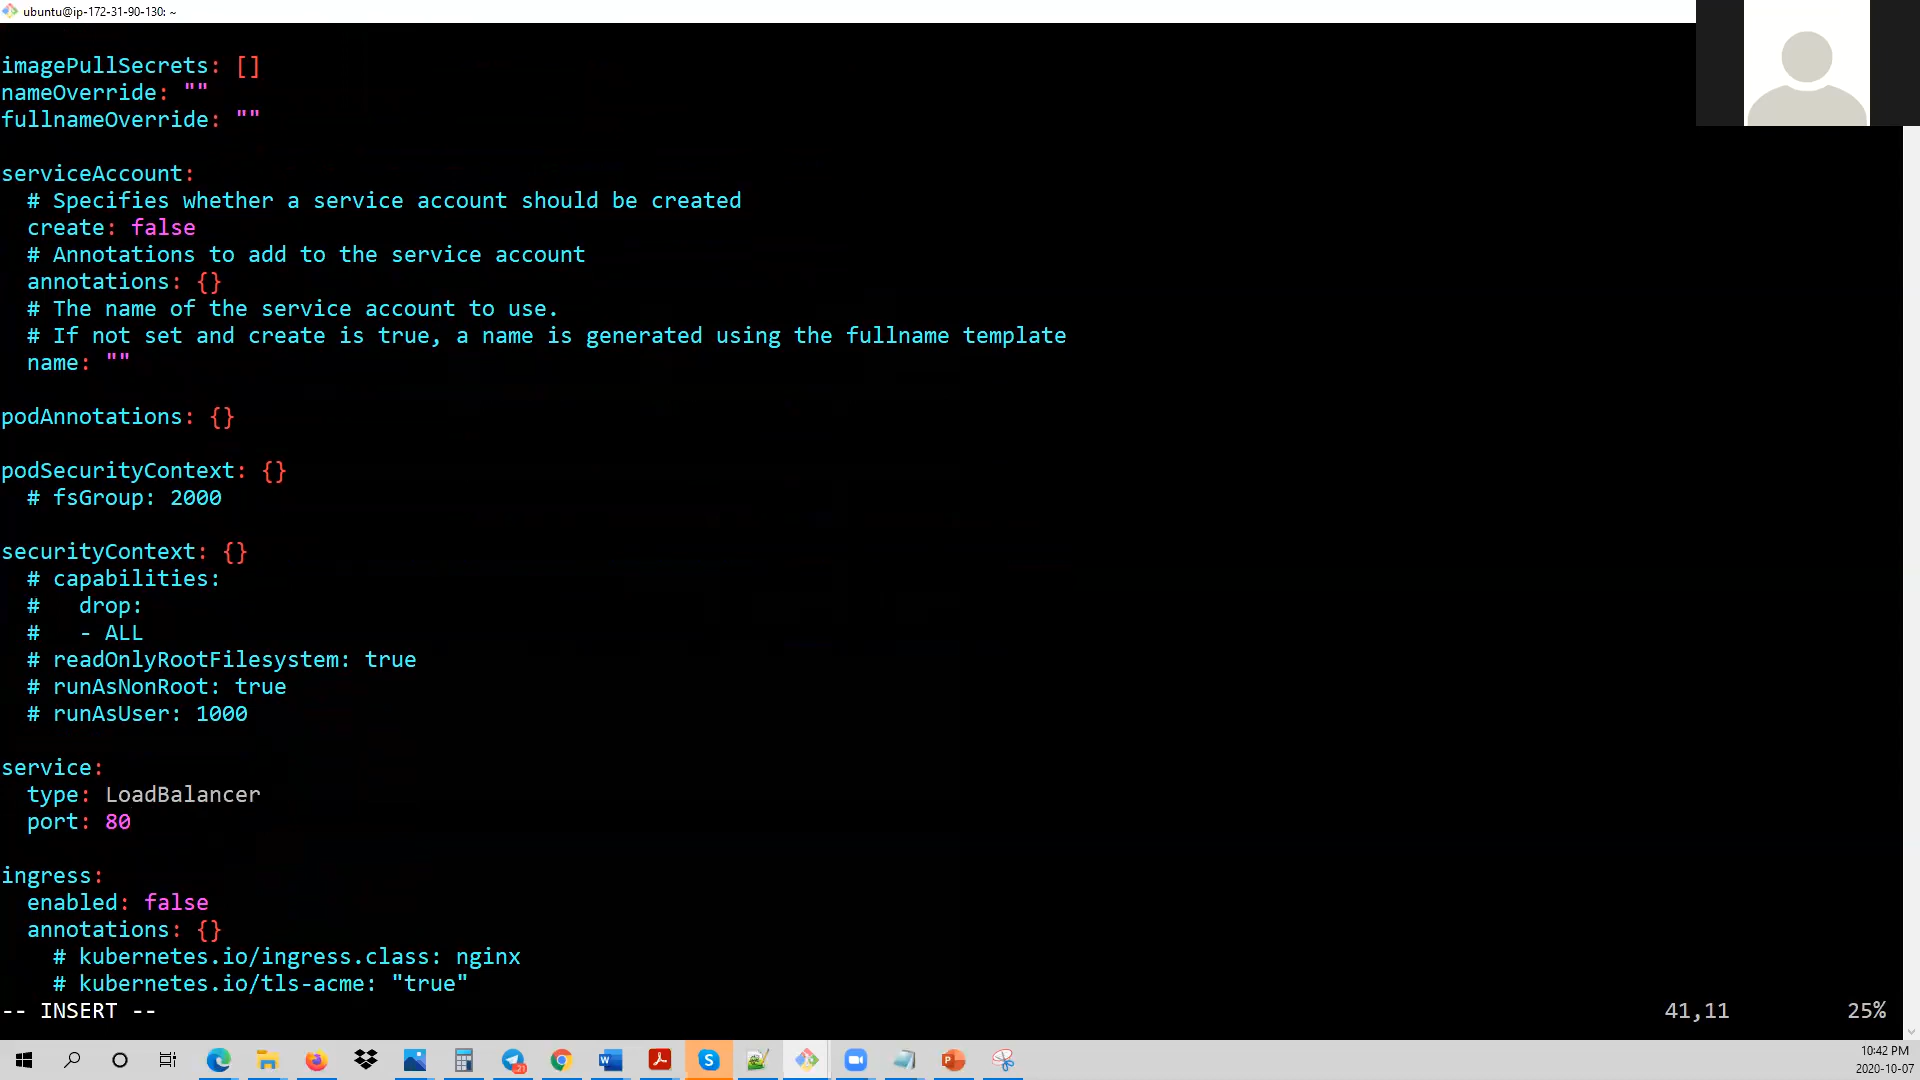 ubuntu@ip-172-31-90-130: ~
imagePullSecrets: []
nameOverride: ""
fullnameOverride: ""
serviceAccount:
# Specifies whether a service account should be created
create: false
# Annotations to add to the service account
annotations: {}
# The name of the service account to use.
# If not set and create is true, a name is generated using the fullname template
name: ""
podAnnotations: {}
podSecurityContext: {}
# fsGroup: 2000
securityContext: {}
# capabilities:
#   drop:
#   - ALL
# readOnlyRootFilesystem: true
# runAsNonRoot: true
# runAsUser: 1000
service:
type: LoadBalancer
port: 80
ingress:
enabled: false
annotations: {}
# kubernetes.io/ingress.class: nginx
# kubernetes.io/tls-acme: "true"
-- INSERT -- 41,11 25%
10:42 PM
2020-10-07